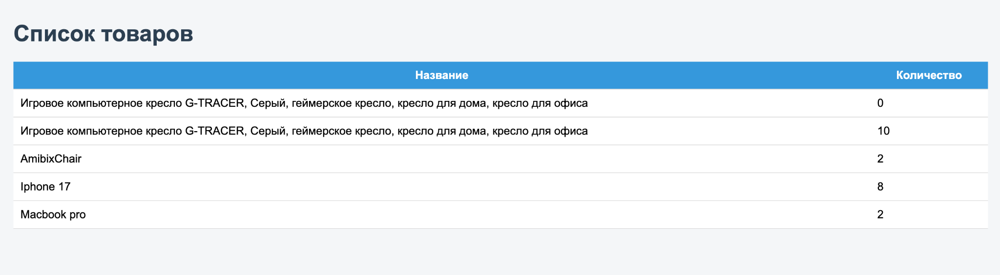 Список товаров
Название Количество
Игровое компьютерное кресло G-TRACER, Серый, геймерское кресло, кресло для дома, кресло для офиса 0
Игровое компьютерное кресло G-TRACER, Серый, геймерское кресло, кресло для дома, кресло для офиса 10
AmibixChair 2
Iphone 17 8
Macbook pro 2